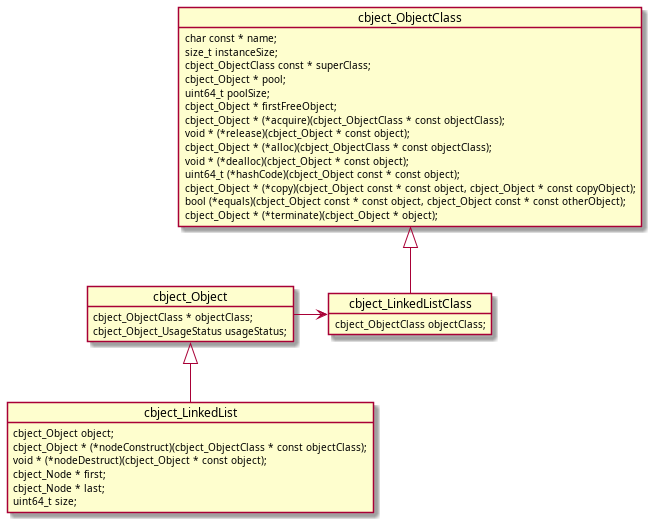 cbject_ObjectClass
char const * name;
size_t instanceSize;
cbject_ObjectClass const * superClass;
cbject_Object * pool;
uint64_t poolSize;
cbject_Object * firstFreeObject;
cbject_Object * (*acquire)(cbject_ObjectClass * const objectClass);
void * (*release)(cbject_Object * const object);
cbject_Object * (*alloc)(cbject_ObjectClass * const objectClass);
void * (*dealloc)(cbject_Object * const object);
uint64_t (*hashCode)(cbject_Object const * const object);
cbject_Object * (*copy)(cbject_Object const * const object, cbject_Object * const copyObject);
bool (*equals)(cbject_Object const * const object, cbject_Object const * const otherObject);
cbject_Object * (*terminate)(cbject_Object * object);
cbject_Object
cbject_ObjectClass * objectClass;
cbject_Object_UsageStatus usageStatus;
cbject_LinkedListClass
cbject_ObjectClass objectClass;
cbject_LinkedList
cbject_Object object;
cbject_Object * (*nodeConstruct)(cbject_ObjectClass * const objectClass);
void * (*nodeDestruct)(cbject_Object * const object);
cbject_Node * first;
cbject_Node * last;
uint64_t size;